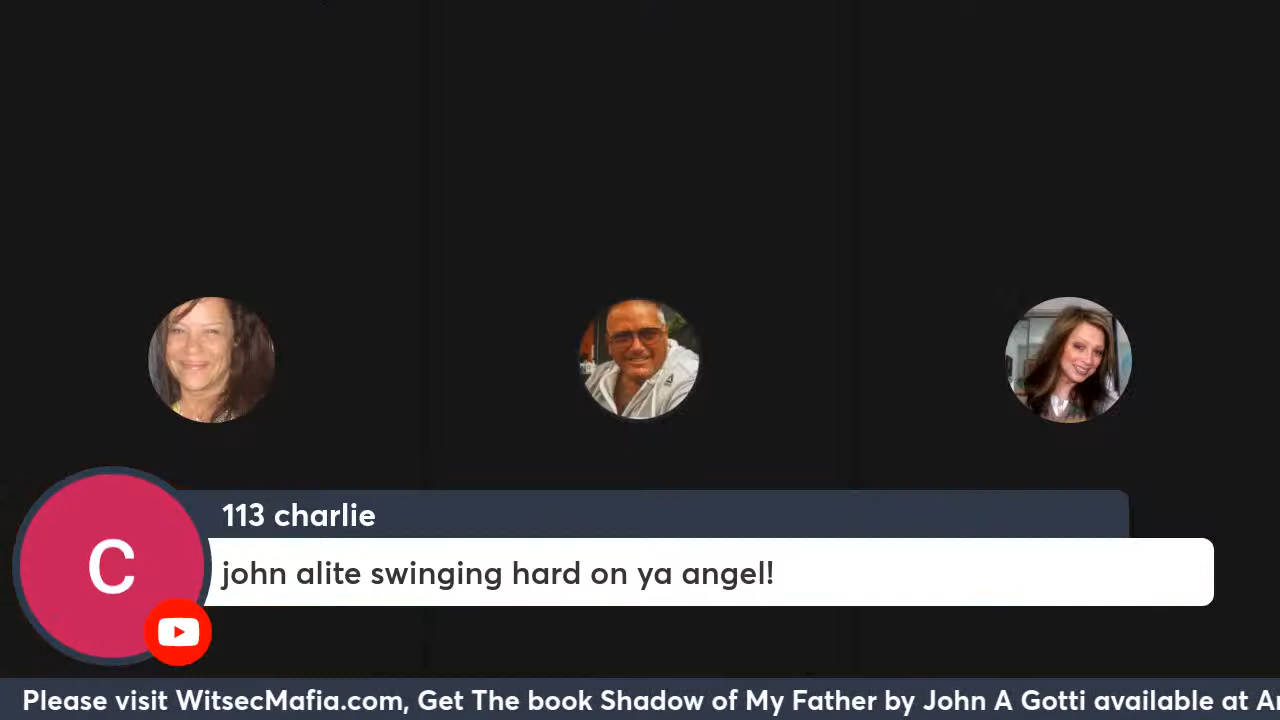 C
113 charlie
john alite swinging hard on ya angel!
Please visit WitsecMafia.com, Get The book Shadow of My Father by John A Gotti available at